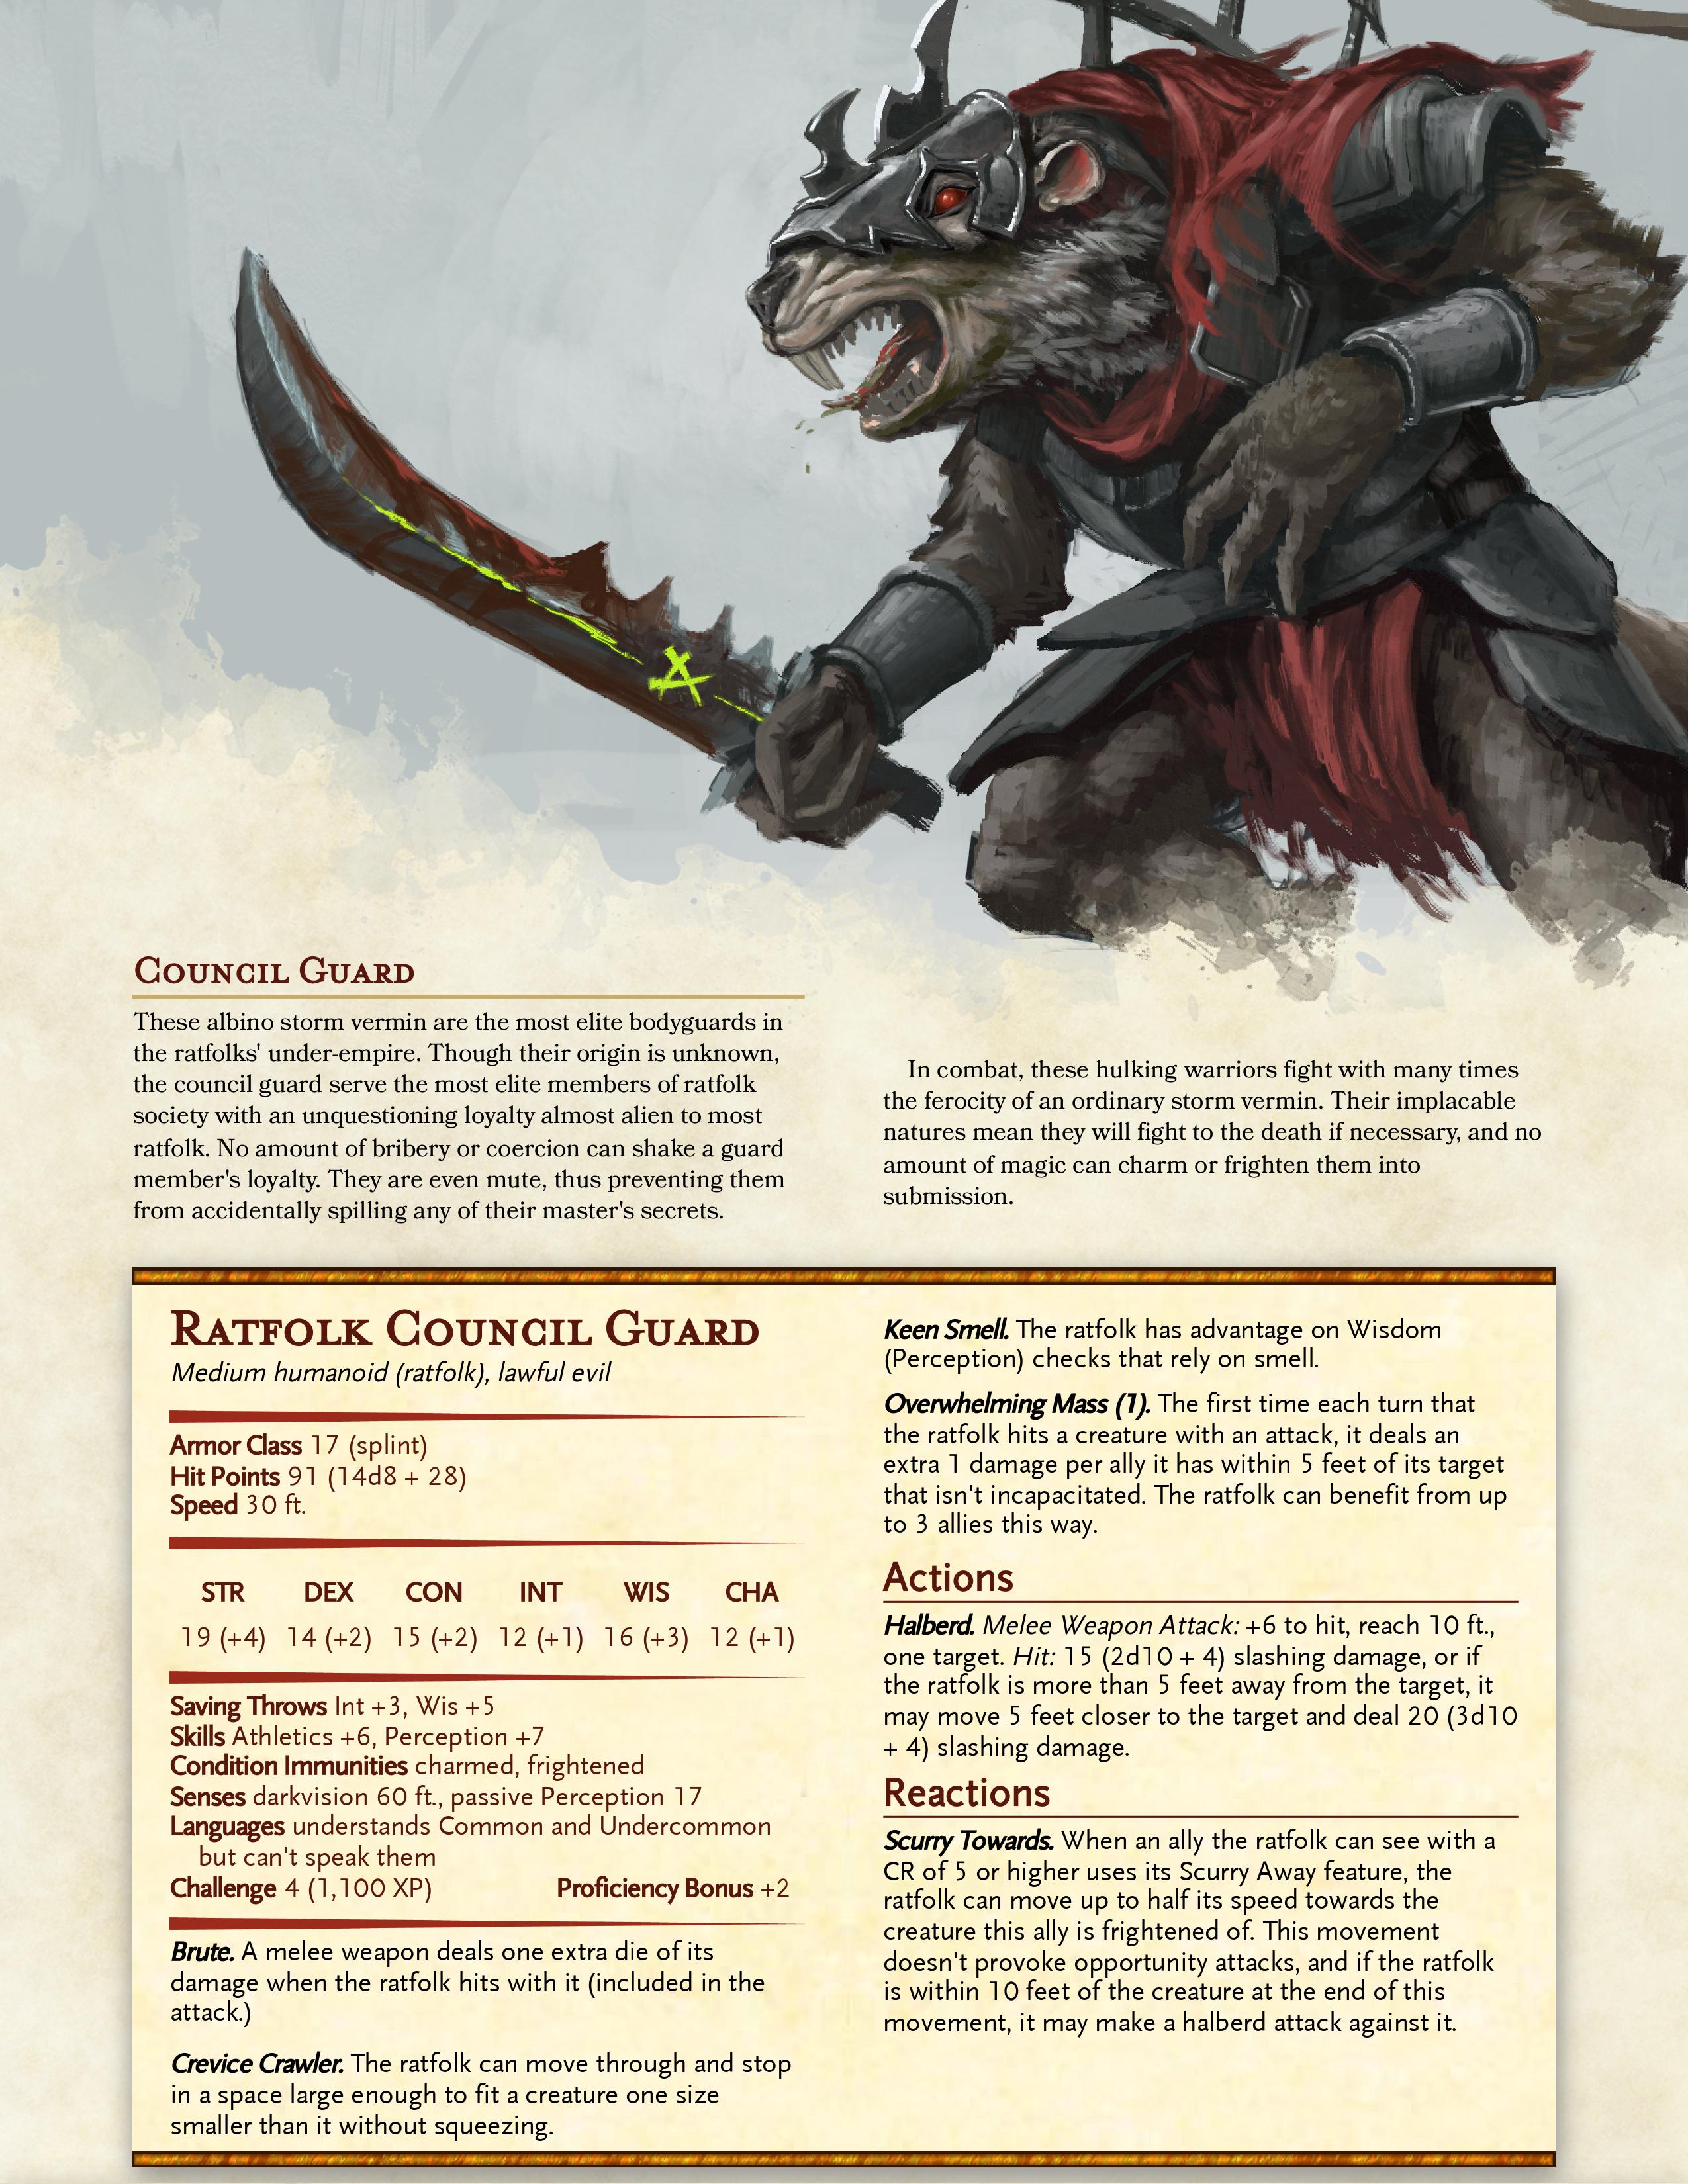 Council Guard
These albino storm vermin are the most elite bodyguards in
the ratfolks' under-empire. Though their origin is unknown,
the council guard serve the most elite members of ratfolk
society with an unquestioning loyalty almost alien to most
ratfolk. No amount of bribery or coercion can shake a guard
member's loyalty. They are even mute, thus preventing them
from accidentally spilling any of their master's secrets.
In combat, these hulking warriors fight with many times
the ferocity of an ordinary storm vermin. Their implacable
natures mean they will fight to the death if necessary, and no
amount of magic can charm or frighten them into
submission.
Ratfolk Council Guard
Medium humanoid (ratfolk), lawful evil
Armor Class 17 (splint)
Hit Points 91 (14d8 + 28)
Speed 30 ft.
STR DEX CON INT WIS CHA
19 (+4) 14 (+2) 15 (+2) 12 (+1) 16 (+3) 12 (+1)
Saving Throws Int +3, Wis +5
Skills Athletics +6, Perception +7
Condition Immunities charmed, frightened
Senses darkvision 60 ft., passive Perception 17
Languages understands Common and Undercommon
but can't speak them
Challenge 4 (1,100 XP) Proficiency Bonus +2
Brute. A melee weapon deals one extra die of its
damage when the ratfolk hits with it (included in the
attack.)
Crevice Crawler. The ratfolk can move through and stop
in a space large enough to fit a creature one size
smaller than it without squeezing.
Keen Smell. The ratfolk has advantage on Wisdom
(Perception) checks that rely on smell.
Overwhelming Mass (1). The first time each turn that
the ratfolk hits a creature with an attack, it deals an
extra 1 damage per ally it has within 5 feet of its target
that isn't incapacitated. The ratfolk can benefit from up
to 3 allies this way.
Actions
Halberd. Melee Weapon Attack: +6 to hit, reach 10 ft.,
one target. Hit: 15 (2d10 + 4) slashing damage, or if
the ratfolk is more than 5 feet away from the target, it
may move 5 feet closer to the target and deal 20 (3d10
+ 4) slashing damage.
Reactions
Scurry Towards. When an ally the ratfolk can see with a
CR of 5 or higher uses its Scurry Away feature, the
ratfolk can move up to half its speed towards the
creature this ally is frightened of. This movement
doesn't provoke opportunity attacks, and if the ratfolk
is within 10 feet of the creature at the end of this
movement, it may make a halberd attack against it.